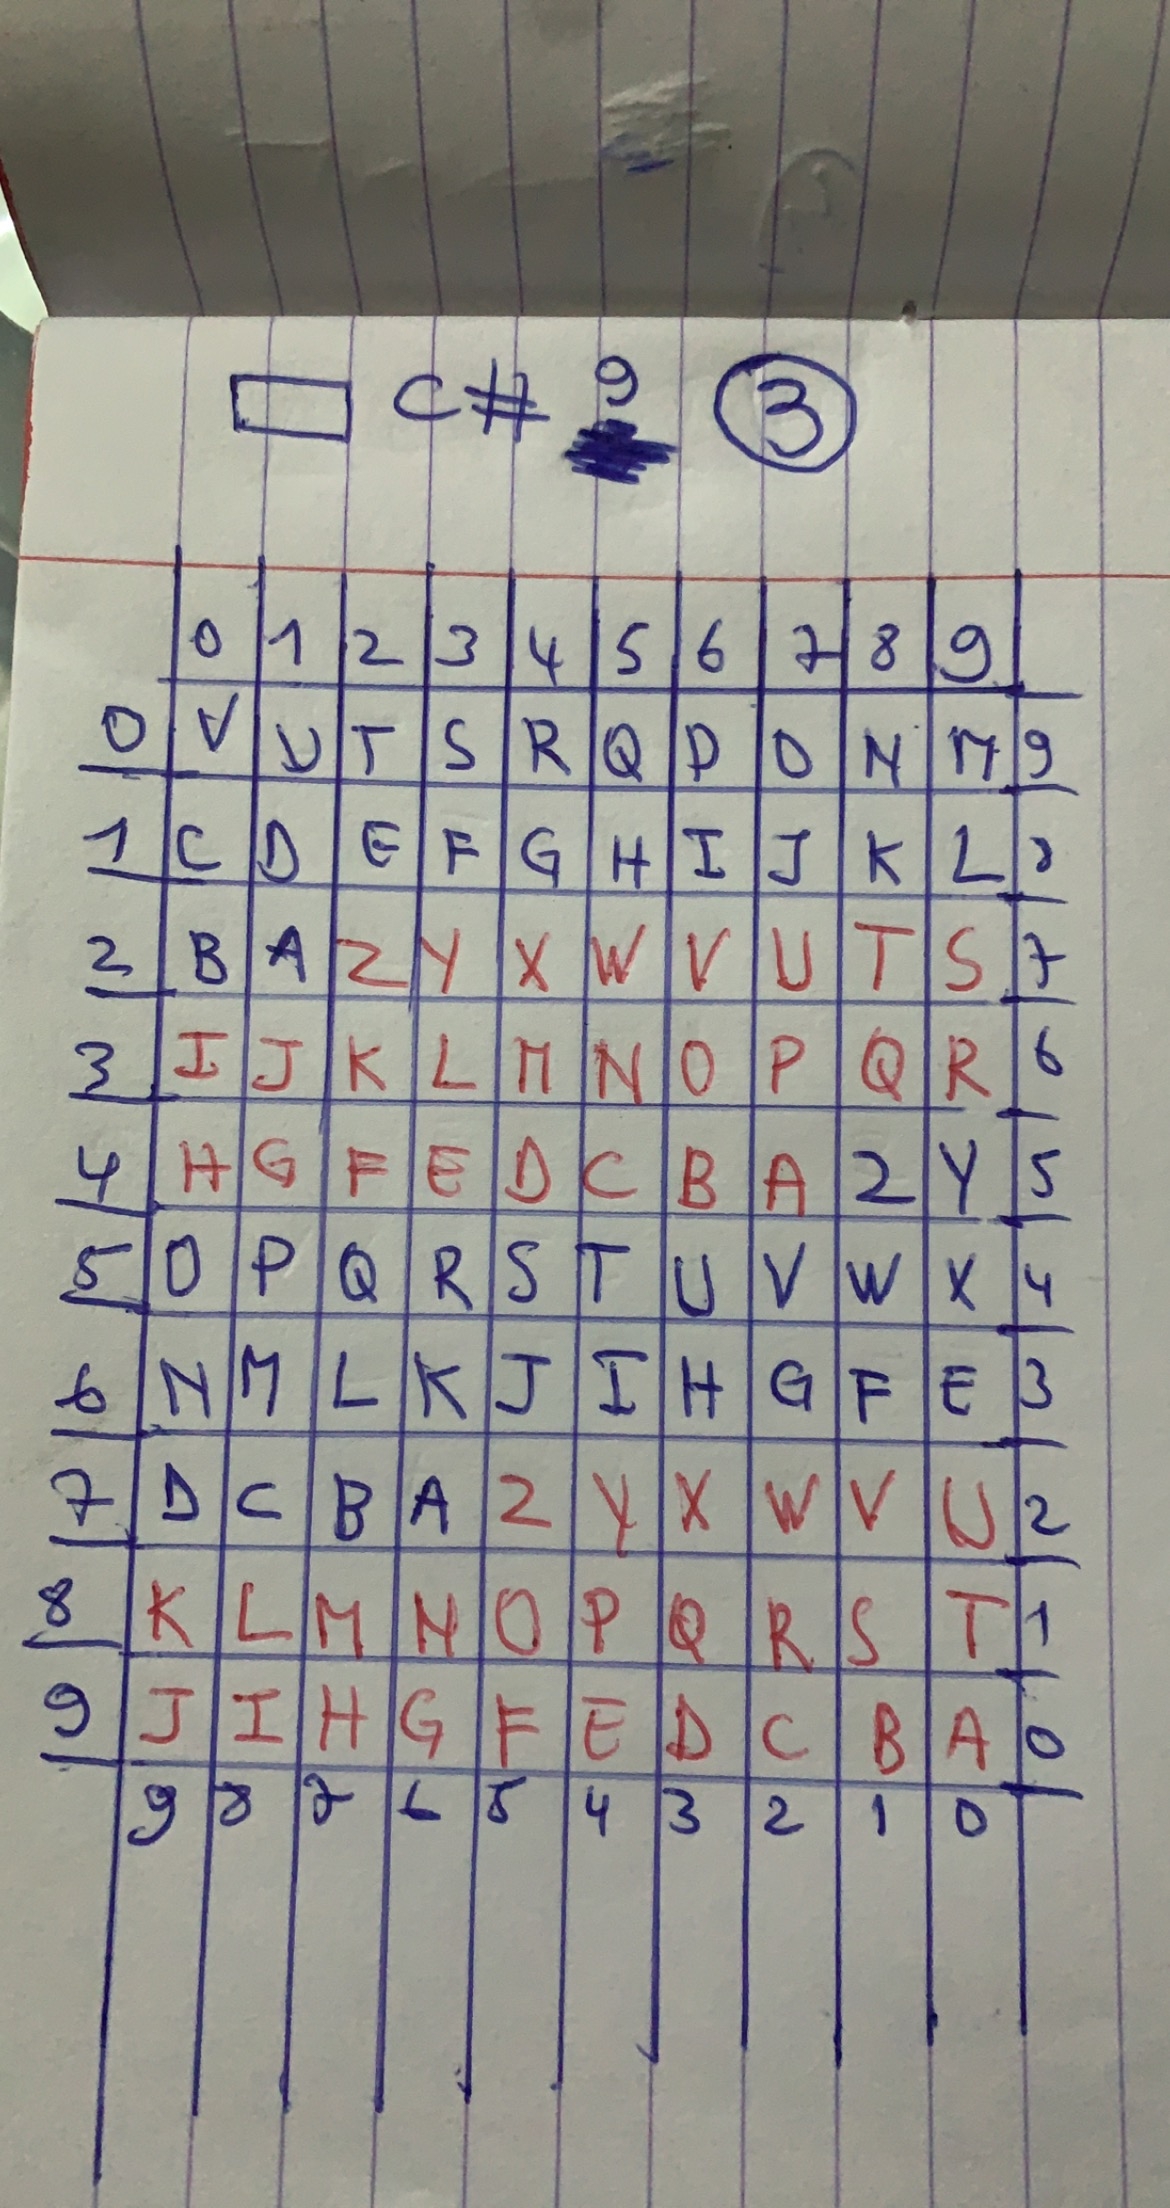 C# 9 3
0 1 2 3 4 5 6 7 8 9
0 V U T S R Q P O N M 9
1 C D E F G H I J K L 8
2 B A Z Y X W V U T S 7
3 I J K L M N O P Q R 6
4 H G F E D C B A Z Y 5
5 O P Q R S T U V W X 4
6 N M L K J I H G F E 3
7 D C B A Z Y X W V U 2
8 K L M N O P Q R S T 1
9 J I H G F E D C B A 0
9 8 7 6 5 4 3 2 1 0